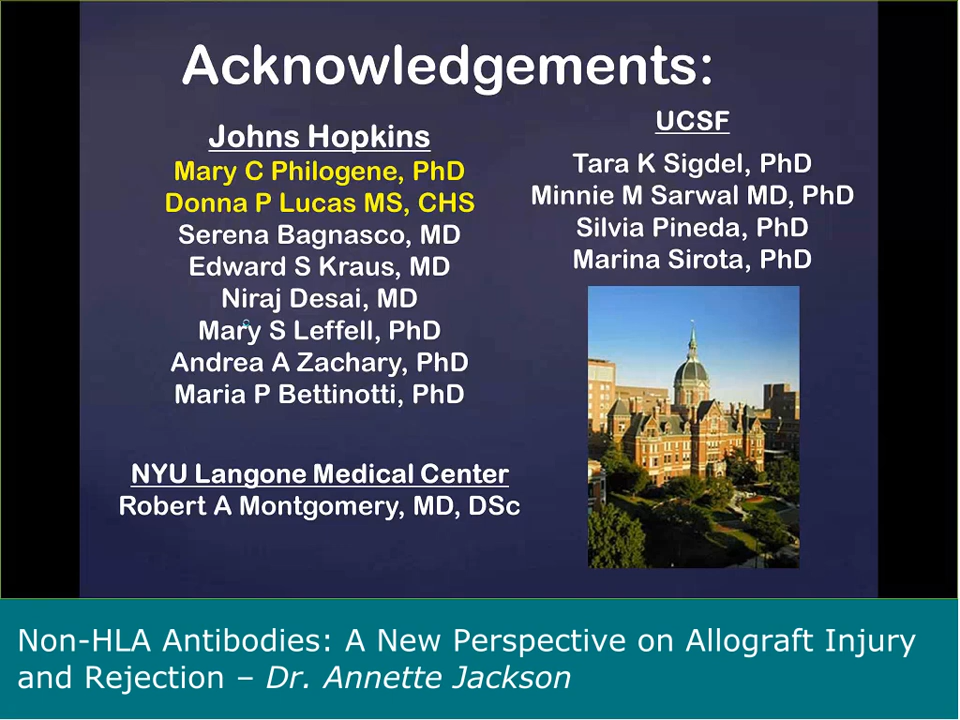 Acknowledgements:
Johns Hopkins
Mary C Philogene, PhD
Donna P Lucas MS, CHS
Serena Bagnasco, MD
Edward S Kraus, MD
Niraj Desai, MD
Mary S Leffell, PhD
Andrea A Zachary, PhD
Maria P Bettinotti, PhD
NYU Langone Medical Center
Robert A Montgomery, MD, DSc
UCSF
Tara K Sigdel, PhD
Minnie M Sarwal MD, PhD
Silvia Pineda, PhD
Marina Sirota, PhD
Non-HLA Antibodies: A New Perspective on Allograft Injury
and Rejection – Dr. Annette Jackson